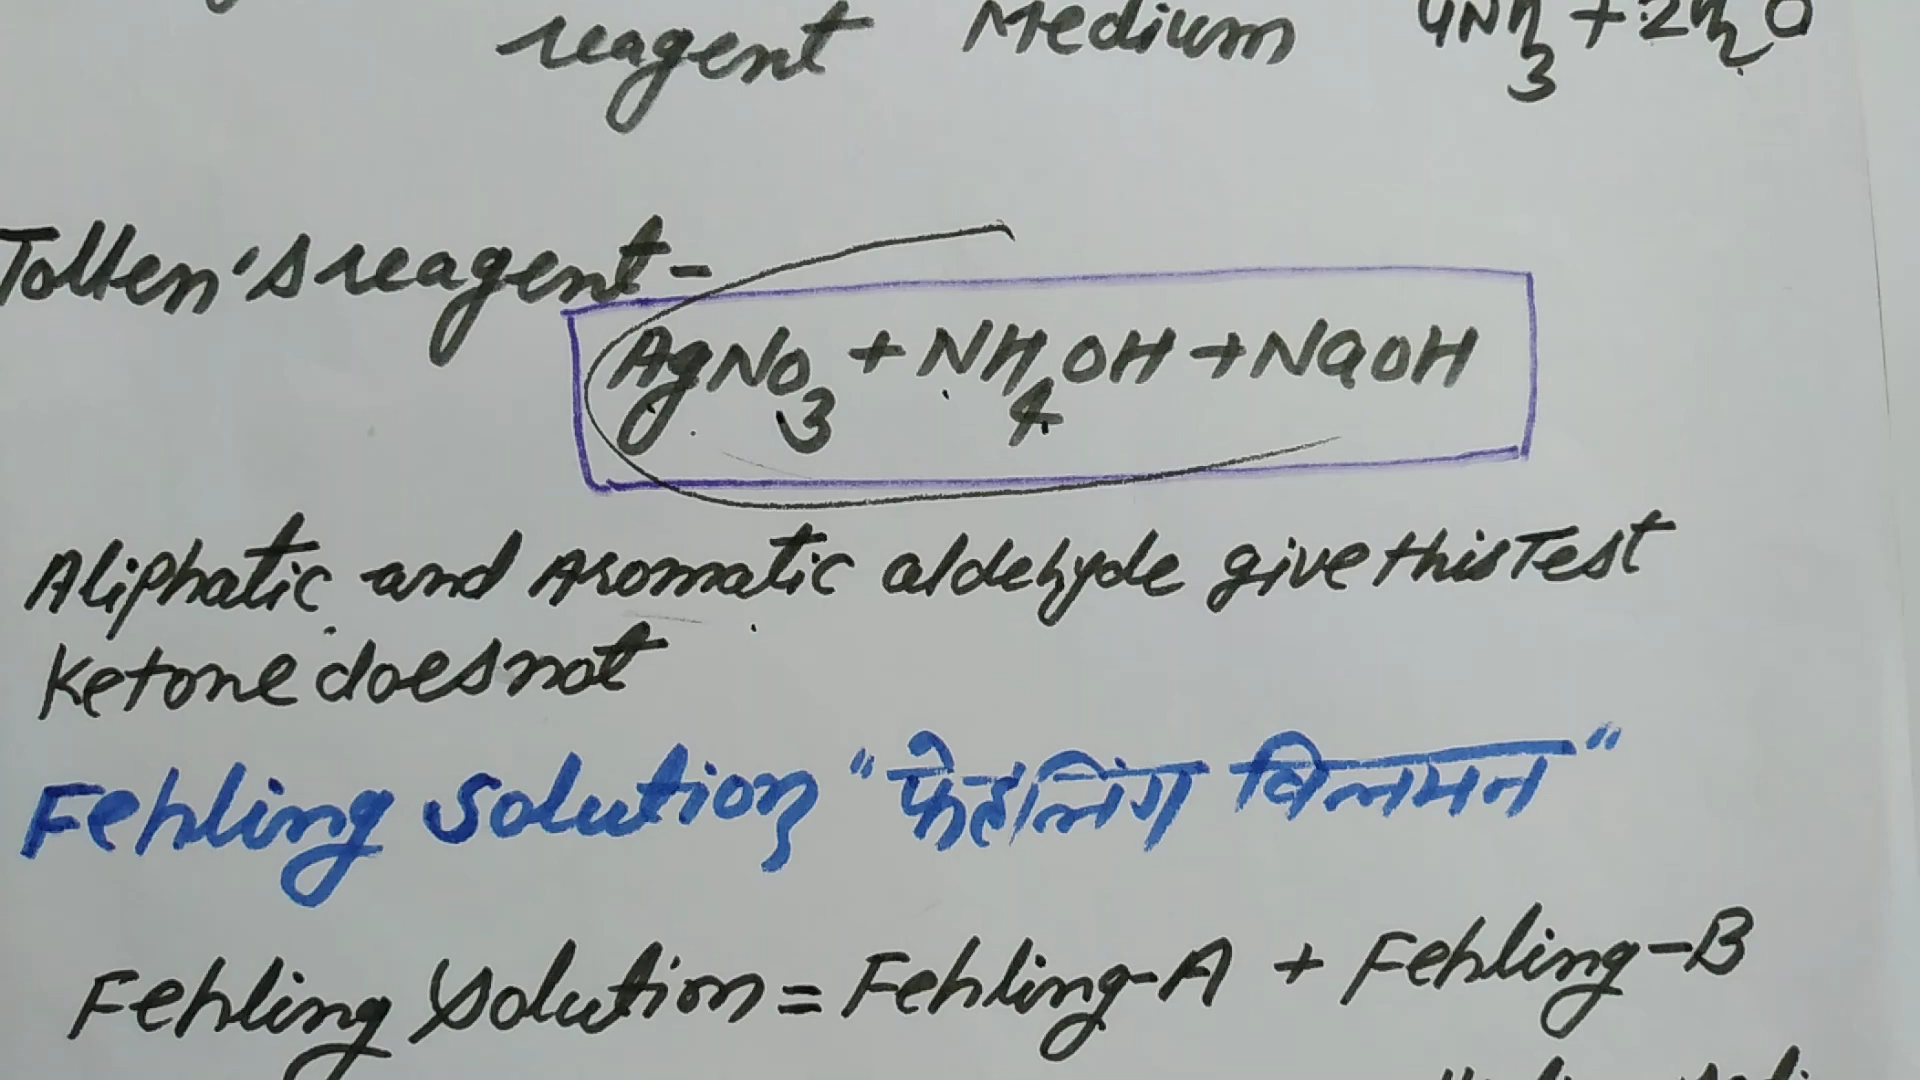 reagent Medium 4NH3 + 2H2O
Tollen's reagent -
AgNO3 + NH4OH + NaOH
Aliphatic and Aromatic aldehyde give this Test
Ketone does not
Fehling Solution "फेहलिंग विलयन"
Fehling Solution = Fehling-A + Fehling-B